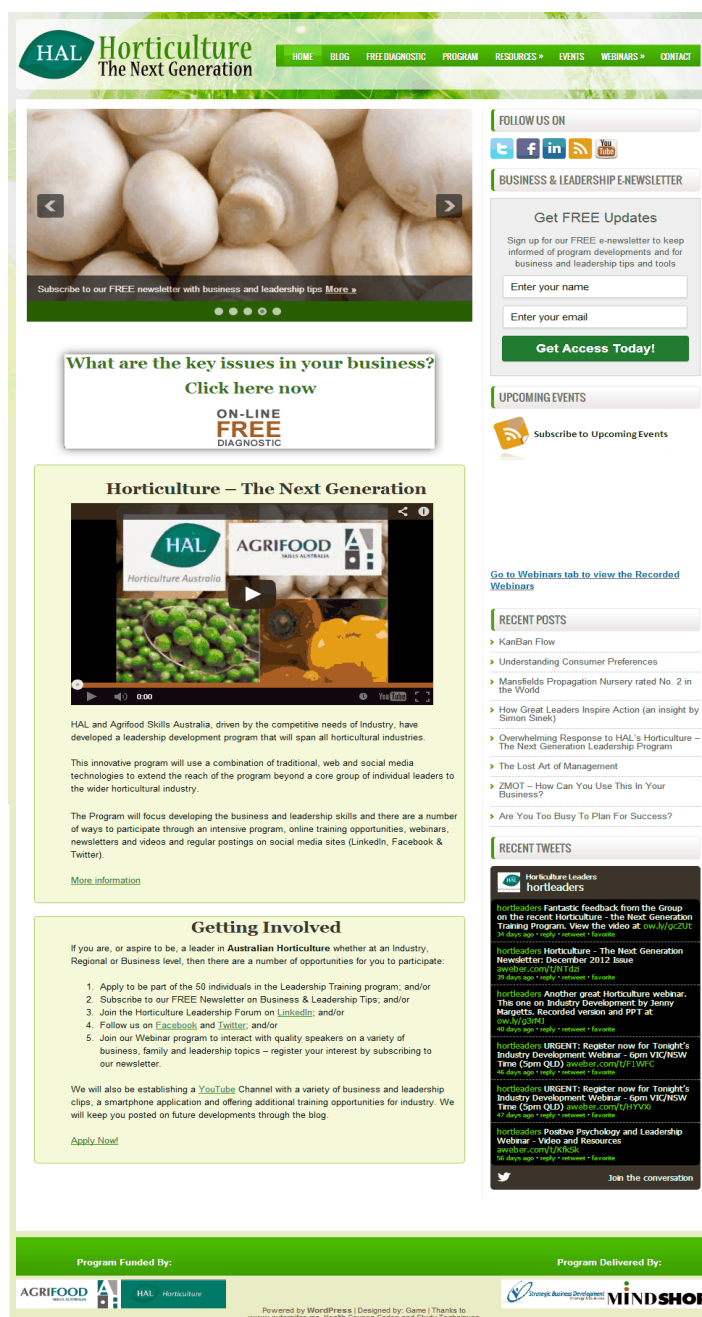 HAL Horticulture
The Next Generation
HOME BLOG FREE DIAGNOSTIC PROGRAM RESOURCES » EVENTS WEBINARS » CONTACT
Subscribe to our FREE newsletter with business and leadership tips More »
What are the key issues in your business?
Click here now
ON-LINE
FREE
DIAGNOSTIC
Horticulture – The Next Generation
HAL
Horticulture Australia
AGRIFOOD
SKILLS AUSTRALIA
0:00
YouTube
HAL and Agrifood Skills Australia, driven by the competitive needs of Industry, have
developed a leadership development program that will span all horticultural industries.
This innovative program will use a combination of traditional, web and social media
technologies to extend the reach of the program beyond a core group of individual leaders to
the wider horticultural industry.
The Program will focus developing the business and leadership skills and there are a number
of ways to participate through an intensive program, online training opportunities, webinars,
newsletters and videos and regular postings on social media sites (LinkedIn, Facebook &
Twitter).
More information
Getting Involved
If you are, or aspire to be, a leader in Australian Horticulture whether at an Industry,
Regional or Business level, then there are a number of opportunities for you to participate:
1. Apply to be part of the 50 individuals in the Leadership Training program; and/or
2. Subscribe to our FREE Newsletter on Business & Leadership Tips; and/or
3. Join the Horticulture Leadership Forum on LinkedIn; and/or
4. Follow us on Facebook and Twitter; and/or
5. Join our Webinar program to interact with quality speakers on a variety of
business, family and leadership topics – register your interest by subscribing to
our newsletter.
We will also be establishing a YouTube Channel with a variety of business and leadership
clips, a smartphone application and offering additional training opportunities for industry. We
will keep you posted on future developments through the blog.
Apply Now!
FOLLOW US ON
You
Tube
BUSINESS & LEADERSHIP E-NEWSLETTER
Get FREE Updates
Sign up for our FREE e-newsletter to keep
informed of program developments and for
business and leadership tips and tools
Enter your name
Enter your email
Get Access Today!
UPCOMING EVENTS
Subscribe to Upcoming Events
Go to Webinars tab to view the Recorded
Webinars
RECENT POSTS
KanBan Flow
Understanding Consumer Preferences
Mansfields Propagation Nursery rated No. 2 in
the World
How Great Leaders Inspire Action (an insight by
Simon Sinek)
Overwhelming Response to HAL's Horticulture –
The Next Generation Leadership Program
The Lost Art of Management
ZMOT – How Can You Use This In Your
Business?
Are You Too Busy To Plan For Success?
RECENT TWEETS
HAL
Horticulture Leaders
hortleaders
hortleaders Fantastic feedback from the Group
on the recent Horticulture - the Next Generation
Training Program. View the video at ow.ly/gcZUt
34 days ago • reply • retweet • favorite
hortleaders Horticulture - The Next Generation
Newsletter: December 2012 Issue
aweber.com/t/NTdzi
39 days ago • reply • retweet • favorite
hortleaders Another great Horticulture webinar.
This one on Industry Development by Jenny
Margetts. Recorded version and PPT at
ow.ly/g3rMJ
40 days ago • reply • retweet • favorite
hortleaders URGENT: Register now for Tonight's
Industry Development Webinar - 6pm VIC/NSW
Time (5pm QLD) aweber.com/t/F1WFC
46 days ago • reply • retweet • favorite
hortleaders URGENT: Register now for Tonight's
Industry Development Webinar - 6pm VIC/NSW
Time (5pm QLD) aweber.com/t/HYVXi
47 days ago • reply • retweet • favorite
hortleaders Positive Psychology and Leadership
Webinar - Video and Resources
aweber.com/t/KfkSk
56 days ago • reply • retweet • favorite
Join the conversation
Program Funded By:
Program Delivered By:
AGRIFOOD
SKILLS AUSTRALIA
HAL Horticulture
Strategic Business Development
MINDSHOP
Powered by WordPress | Designed by: Game | Thanks to